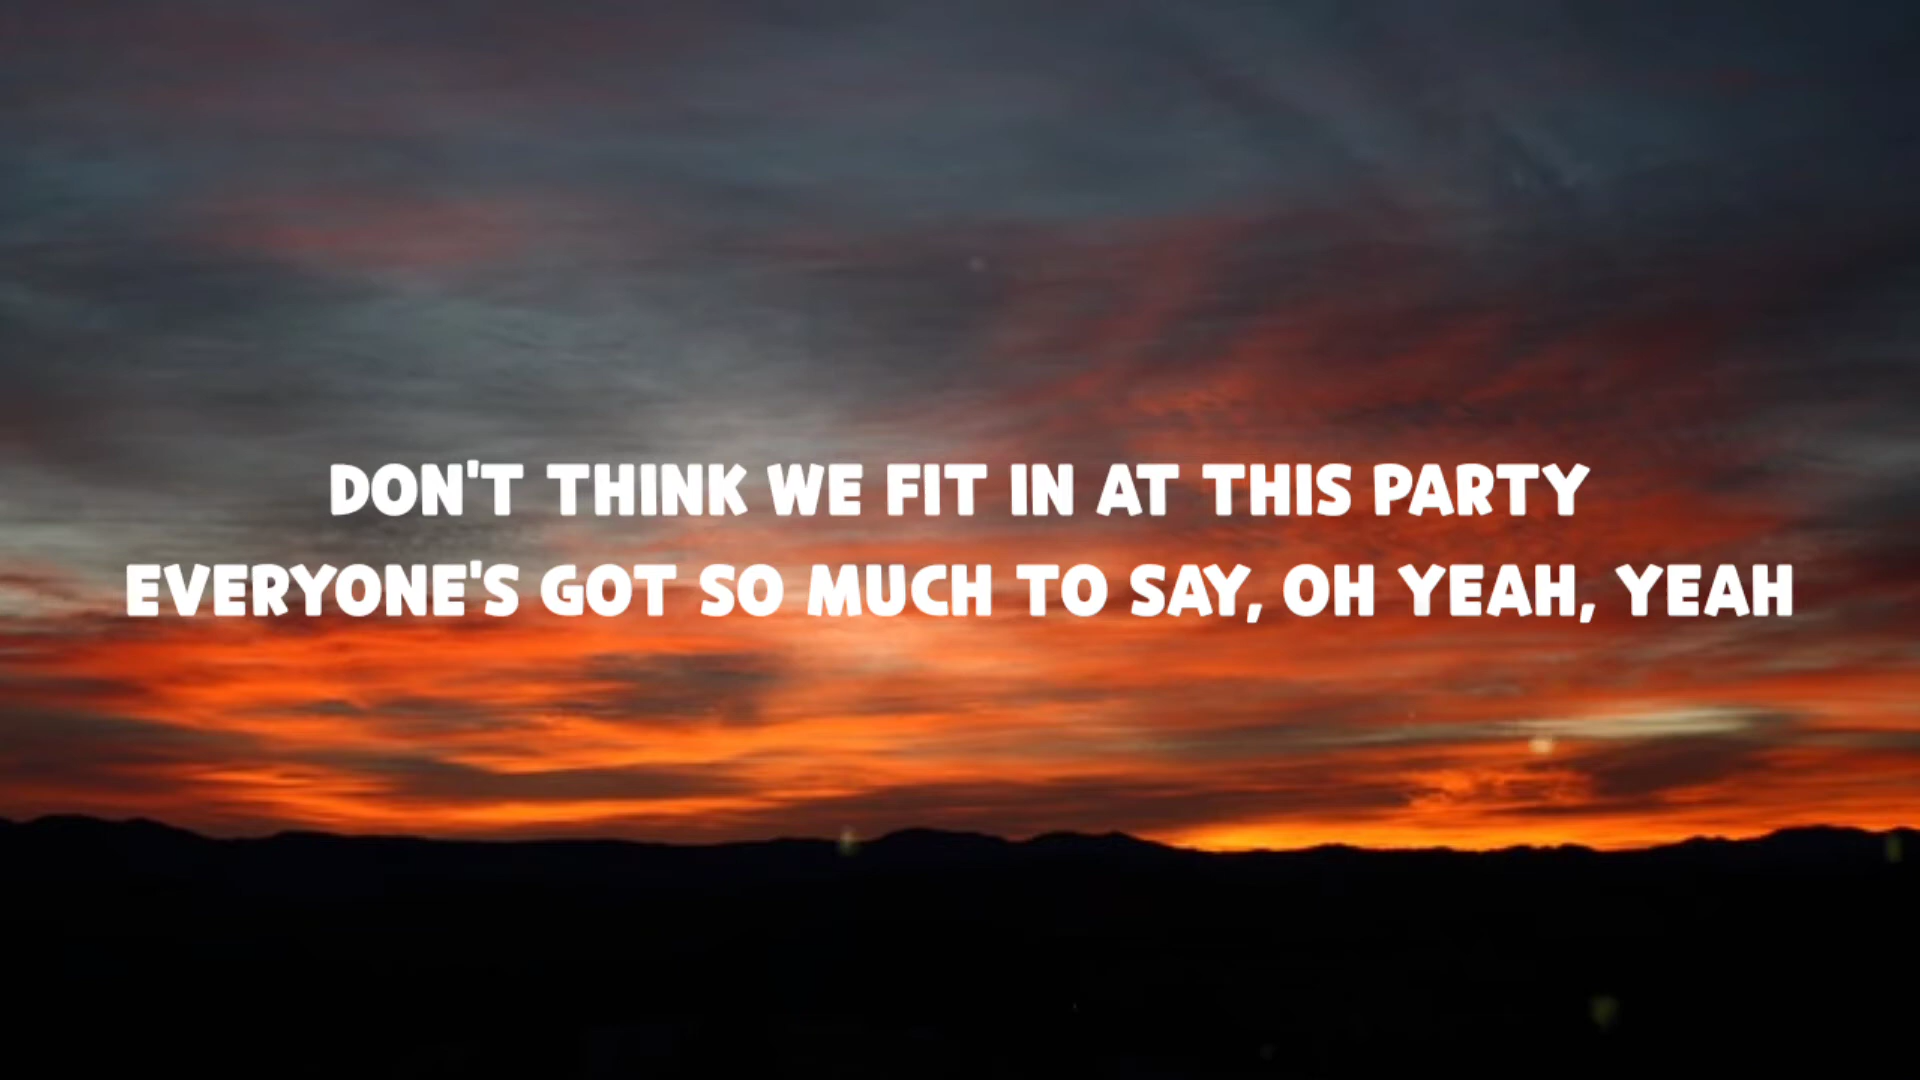 DON'T THINK WE FIT IN AT THIS PARTY
EVERYONE'S GOT SO MUCH TO SAY, OH YEAH, YEAH